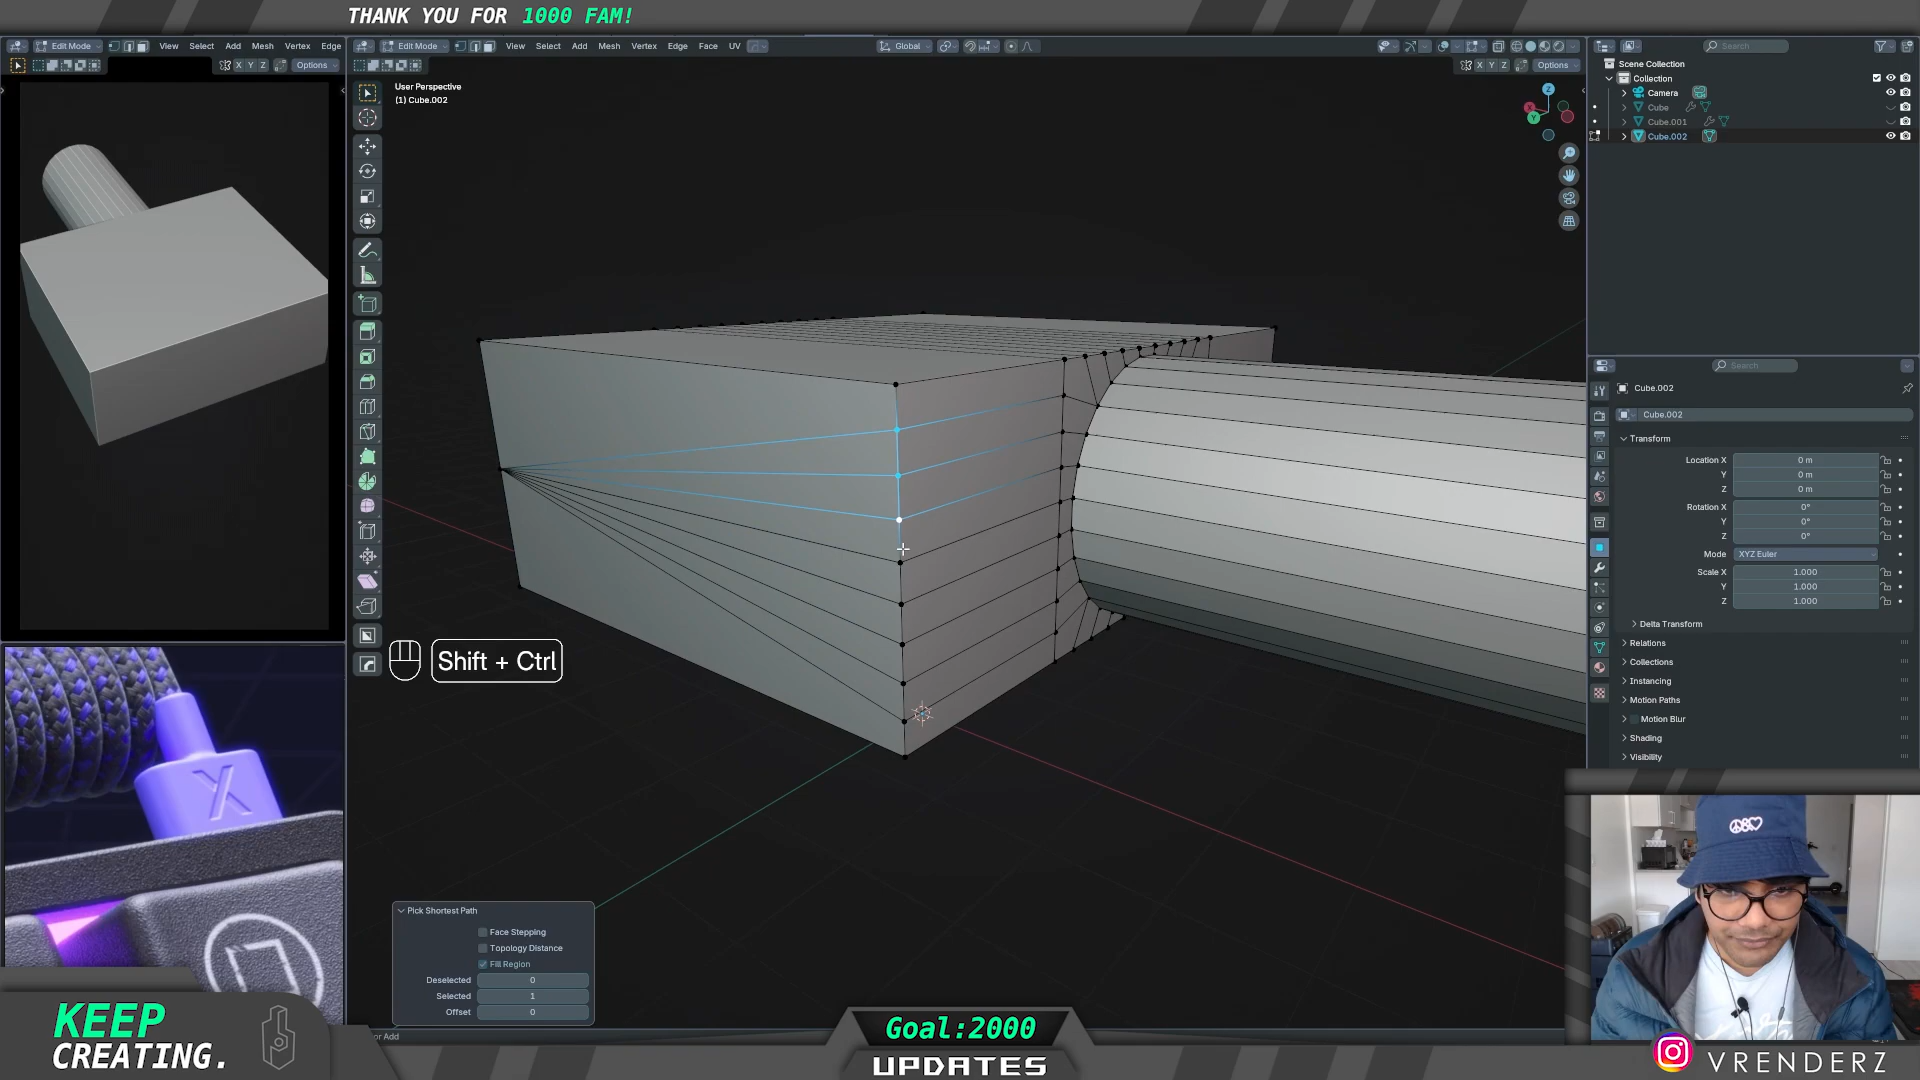 THANK YOU FOR 1000 FAM!
Edit Mode
View
Select
Add
Mesh
Vertex
Edge
X Y Z
Options
Edit Mode
View
Select
Add
Mesh
Vertex
Edge
Face
UV
Global
X Y Z
Options
User Perspective
(1) Cube.002
Z
X
Y
Search
Scene Collection
Collection
Camera
Cube
Cube.001
Cube.002
Search
Cube.002
Cube.002
Transform
Location X
0 m
Y
0 m
Z
0 m
Rotation X
0°
Y
0°
Z
0°
Mode
XYZ Euler
Scale X
1.000
Y
1.000
Z
1.000
Delta Transform
Relations
Collections
Instancing
Motion Paths
Motion Blur
Shading
Visibility
Shift + Ctrl
X
Pick Shortest Path
Face Stepping
Topology Distance
Fill Region
Deselected
0
Selected
1
Offset
0
or Add
KEEP
CREATING.
Goal:2000
UPDATES
VRENDERZ